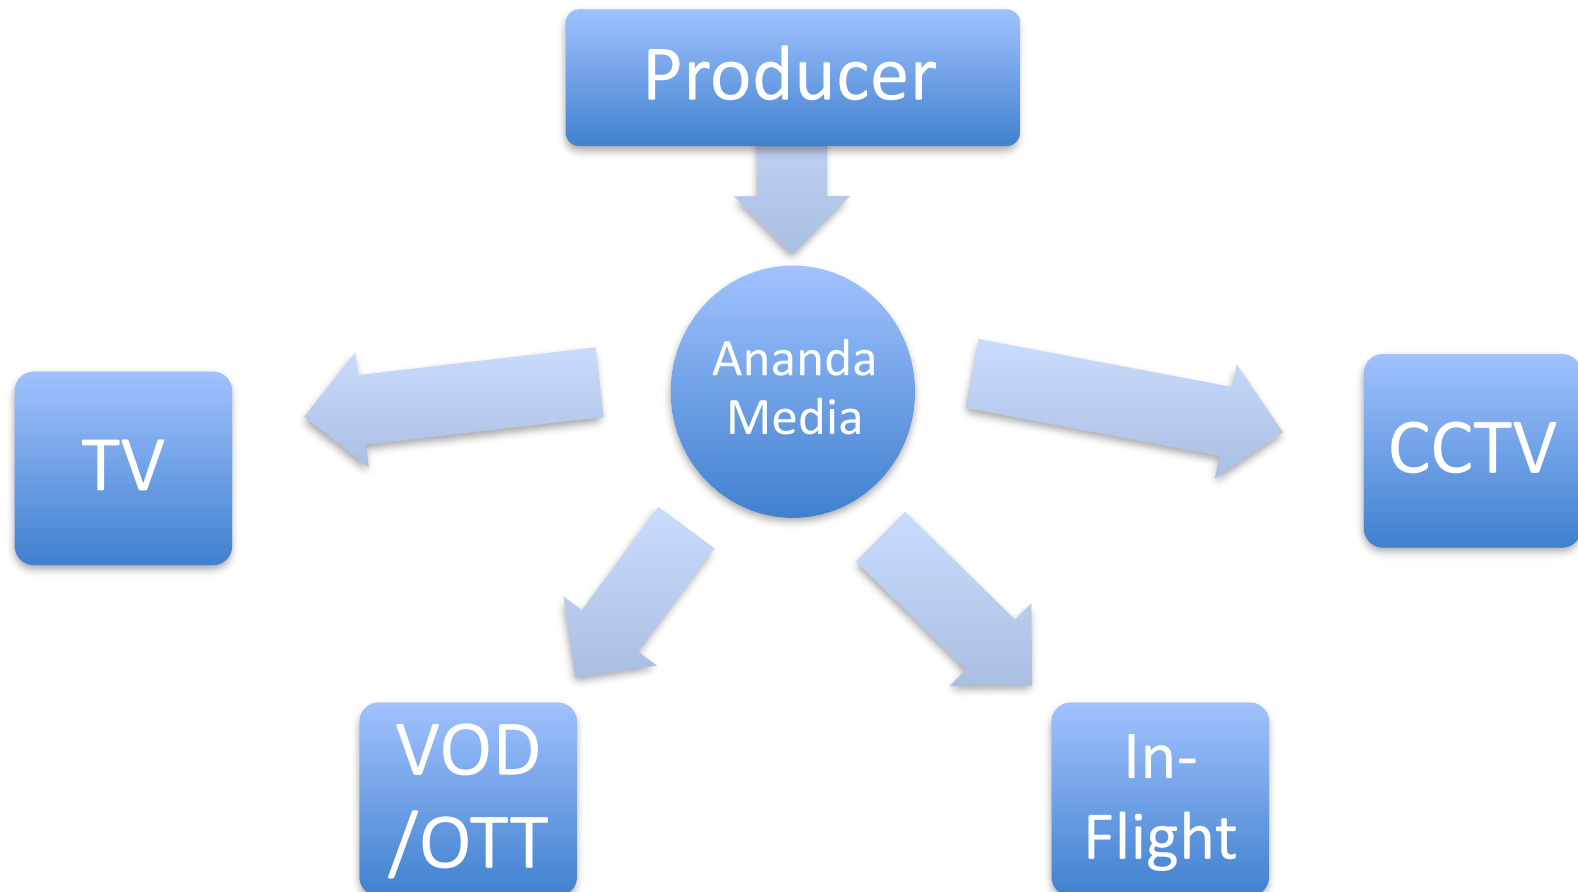 Producer
Ananda
Media
TV
CCTV
VOD
/OTT
In-
Flight